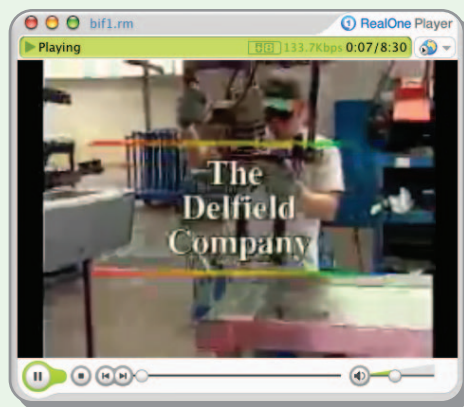 bif1.rm
RealOne Player
Playing
133.7Kbps 0:07/8:30
The
Delfield
Company